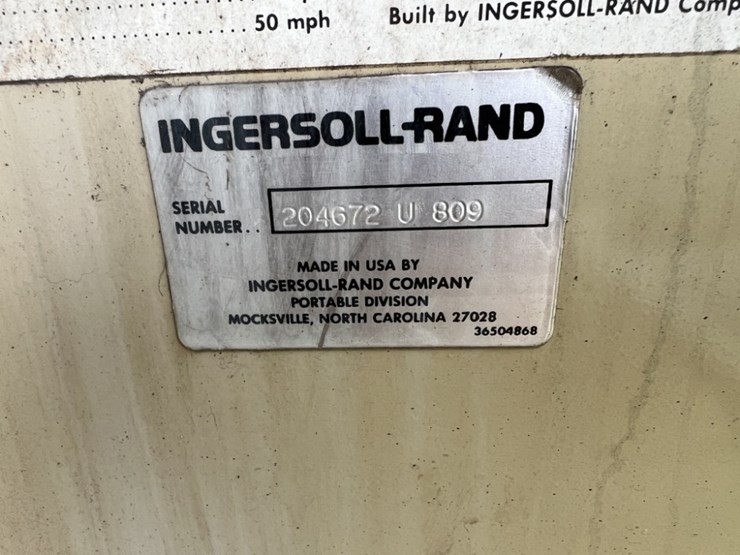 50 mph
Built by INGERSOLL-RAND
INGERSOLL-RAND
SERIAL
NUMBER..
204672 U 809
MADE IN USA BY
INGERSOLL-RAND COMPANY
PORTABLE DIVISION
MOCKSVILLE, NORTH CAROLINA 27028
36504868